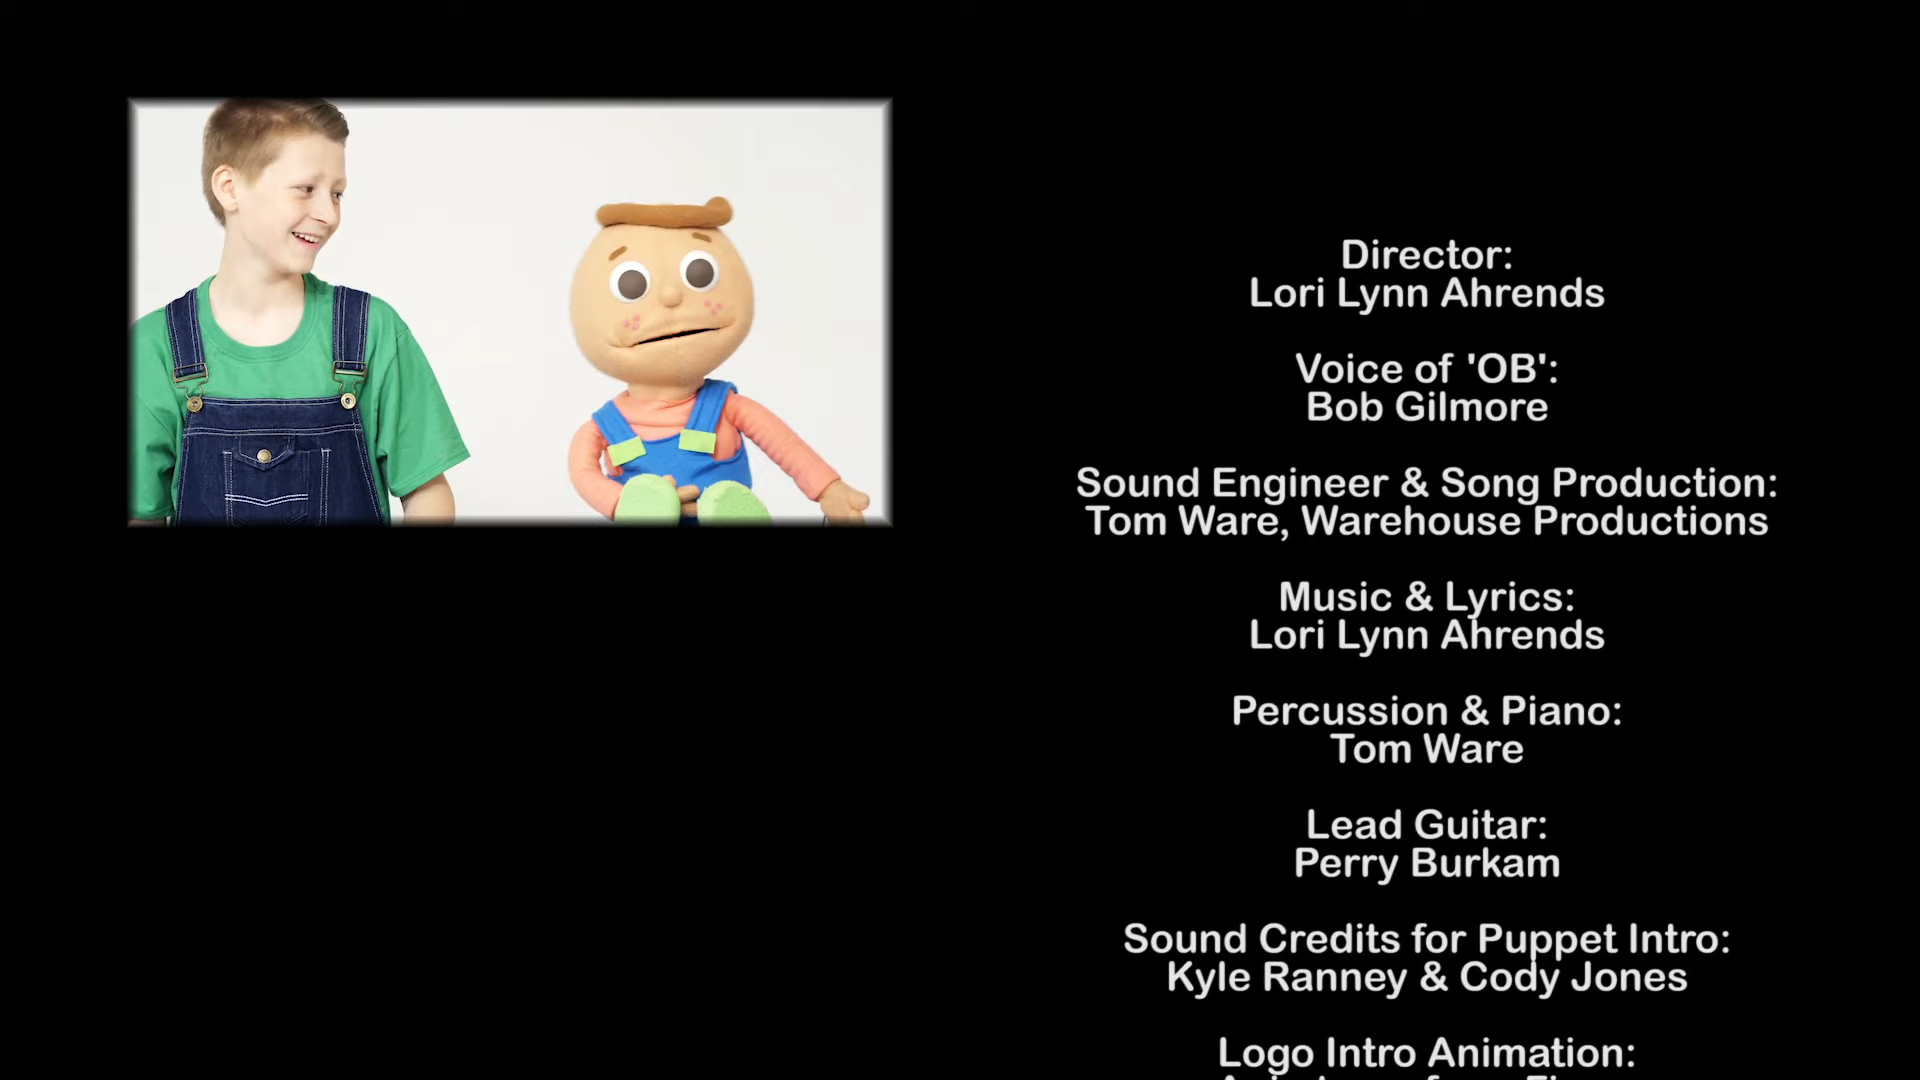 Director:
Lori Lynn Ahrends
Voice of 'OB':
Bob Gilmore
Sound Engineer & Song Production:
Tom Ware, Warehouse Productions
Music & Lyrics:
Lori Lynn Ahrends
Percussion & Piano:
Tom Ware
Lead Guitar:
Perry Burkam
Sound Credits for Puppet Intro:
Kyle Ranney & Cody Jones
Logo Intro Animation: